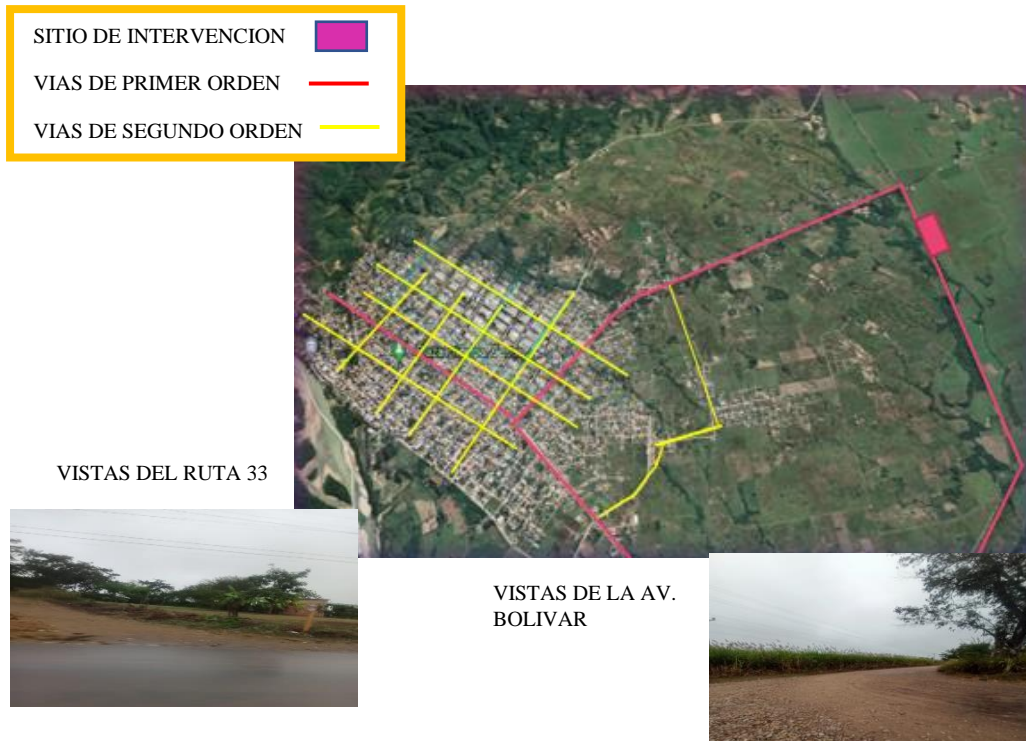 SITIO DE INTERVENCION
VIAS DE PRIMER ORDEN
VIAS DE SEGUNDO ORDEN
VISTAS DEL RUTA 33
VISTAS DE LA AV.
BOLIVAR